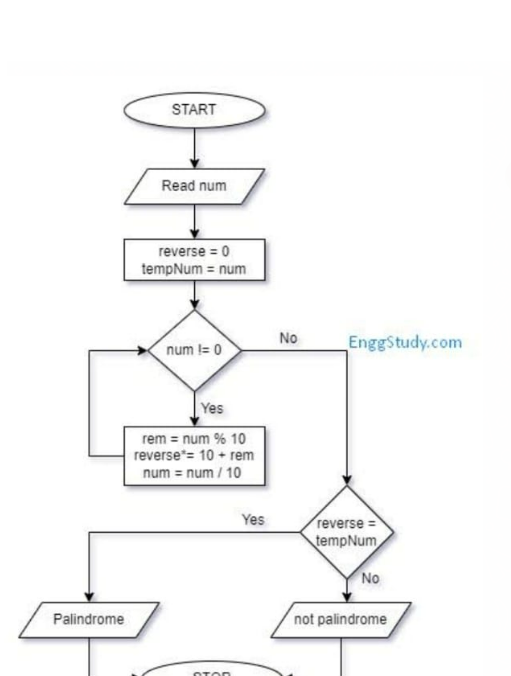 START
Read num
reverse = 0
tempNum = num
num != 0
No
EnggStudy.com
Yes
rem = num % 10
reverse*= 10 + rem
num = num / 10
Yes
reverse =
tempNum
No
Palindrome
not palindrome
STOP